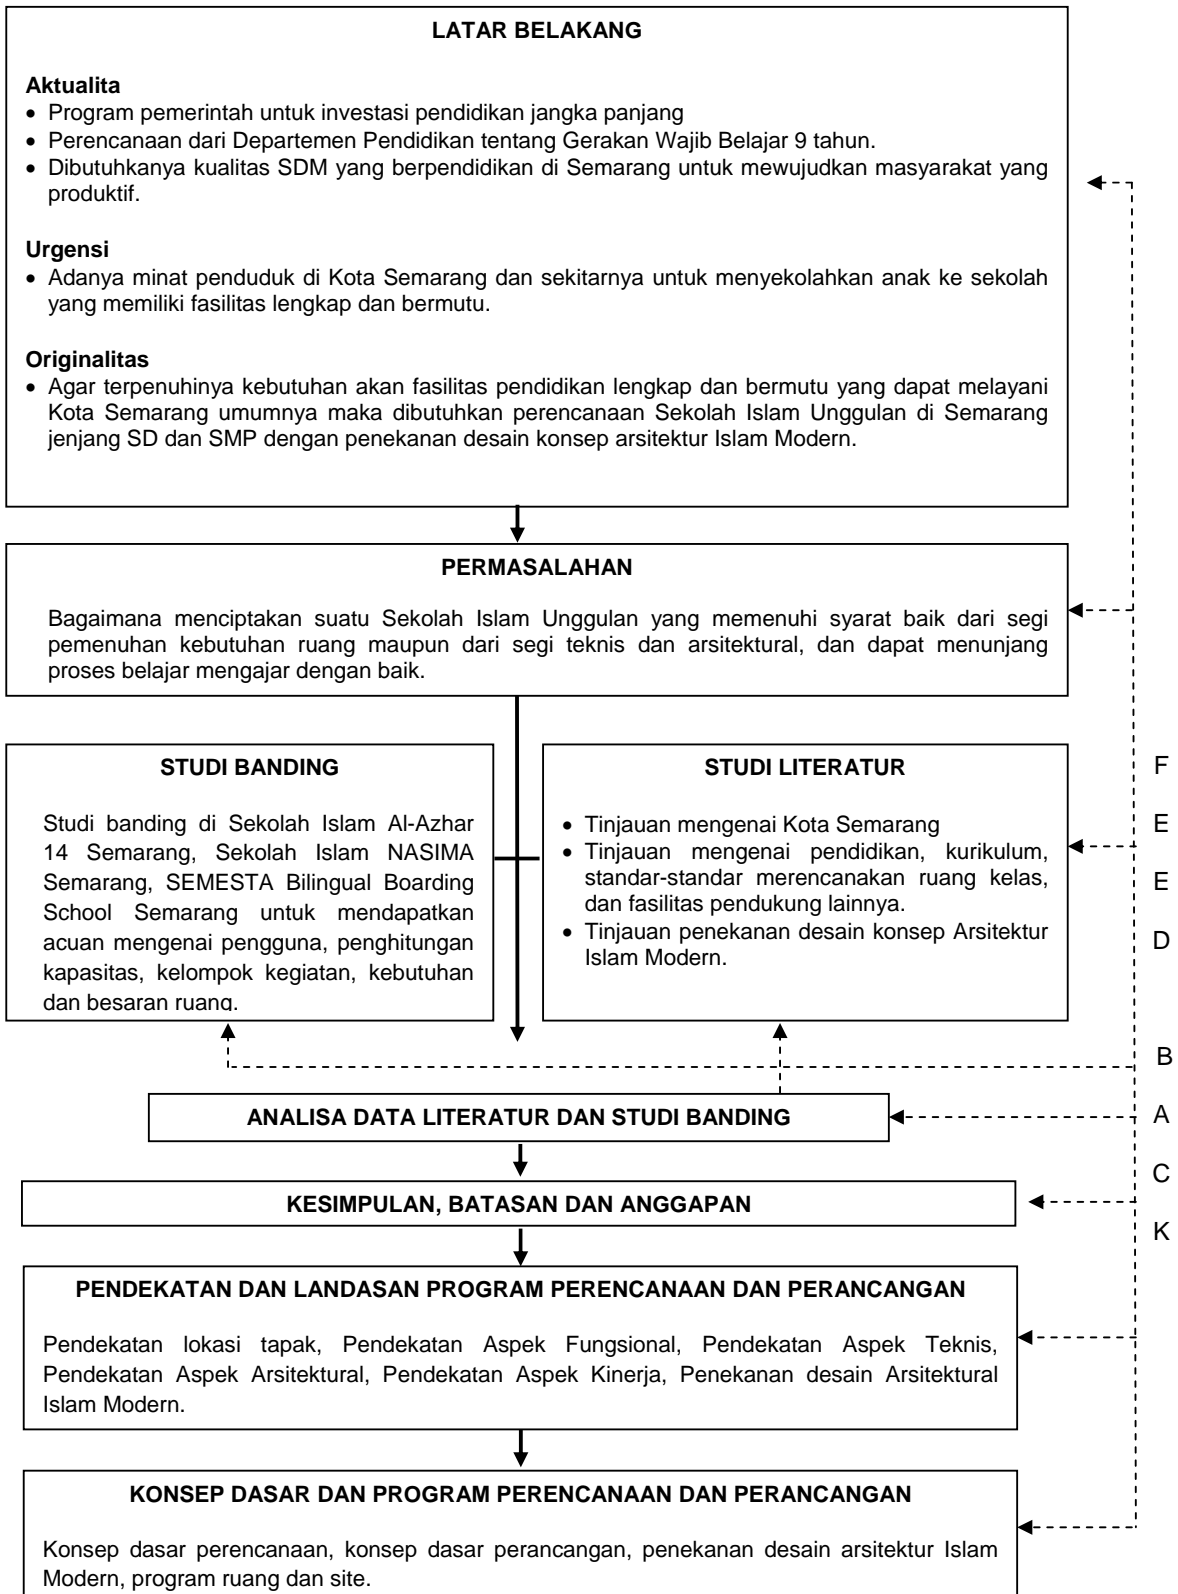 LATAR BELAKANG
Aktualita
• Program pemerintah untuk investasi pendidikan jangka panjang
• Perencanaan dari Departemen Pendidikan tentang Gerakan Wajib Belajar 9 tahun.
• Dibutuhkanya kualitas SDM yang berpendidikan di Semarang untuk mewujudkan masyarakat yang
produktif.
Urgensi
• Adanya minat penduduk di Kota Semarang dan sekitarnya untuk menyekolahkan anak ke sekolah
yang memiliki fasilitas lengkap dan bermutu.
Originalitas
• Agar terpenuhinya kebutuhan akan fasilitas pendidikan lengkap dan bermutu yang dapat melayani
Kota Semarang umumnya maka dibutuhkan perencanaan Sekolah Islam Unggulan di Semarang
jenjang SD dan SMP dengan penekanan desain konsep arsitektur Islam Modern.
PERMASALAHAN
Bagaimana menciptakan suatu Sekolah Islam Unggulan yang memenuhi syarat baik dari segi
pemenuhan kebutuhan ruang maupun dari segi teknis dan arsitektural, dan dapat menunjang
proses belajar mengajar dengan baik.
STUDI BANDING
Studi banding di Sekolah Islam Al-Azhar
14 Semarang, Sekolah Islam NASIMA
Semarang, SEMESTA Bilingual Boarding
School Semarang untuk mendapatkan
acuan mengenai pengguna, penghitungan
kapasitas, kelompok kegiatan, kebutuhan
dan besaran ruang.
STUDI LITERATUR
• Tinjauan mengenai Kota Semarang
• Tinjauan mengenai pendidikan, kurikulum,
standar-standar merencanakan ruang kelas,
dan fasilitas pendukung lainnya.
• Tinjauan penekanan desain konsep Arsitektur
Islam Modern.
F
E
E
D
B
A
C
K
ANALISA DATA LITERATUR DAN STUDI BANDING
KESIMPULAN, BATASAN DAN ANGGAPAN
PENDEKATAN DAN LANDASAN PROGRAM PERENCANAAN DAN PERANCANGAN
Pendekatan lokasi tapak, Pendekatan Aspek Fungsional, Pendekatan Aspek Teknis,
Pendekatan Aspek Arsitektural, Pendekatan Aspek Kinerja, Penekanan desain Arsitektural
Islam Modern.
KONSEP DASAR DAN PROGRAM PERENCANAAN DAN PERANCANGAN
Konsep dasar perencanaan, konsep dasar perancangan, penekanan desain arsitektur Islam
Modern, program ruang dan site.